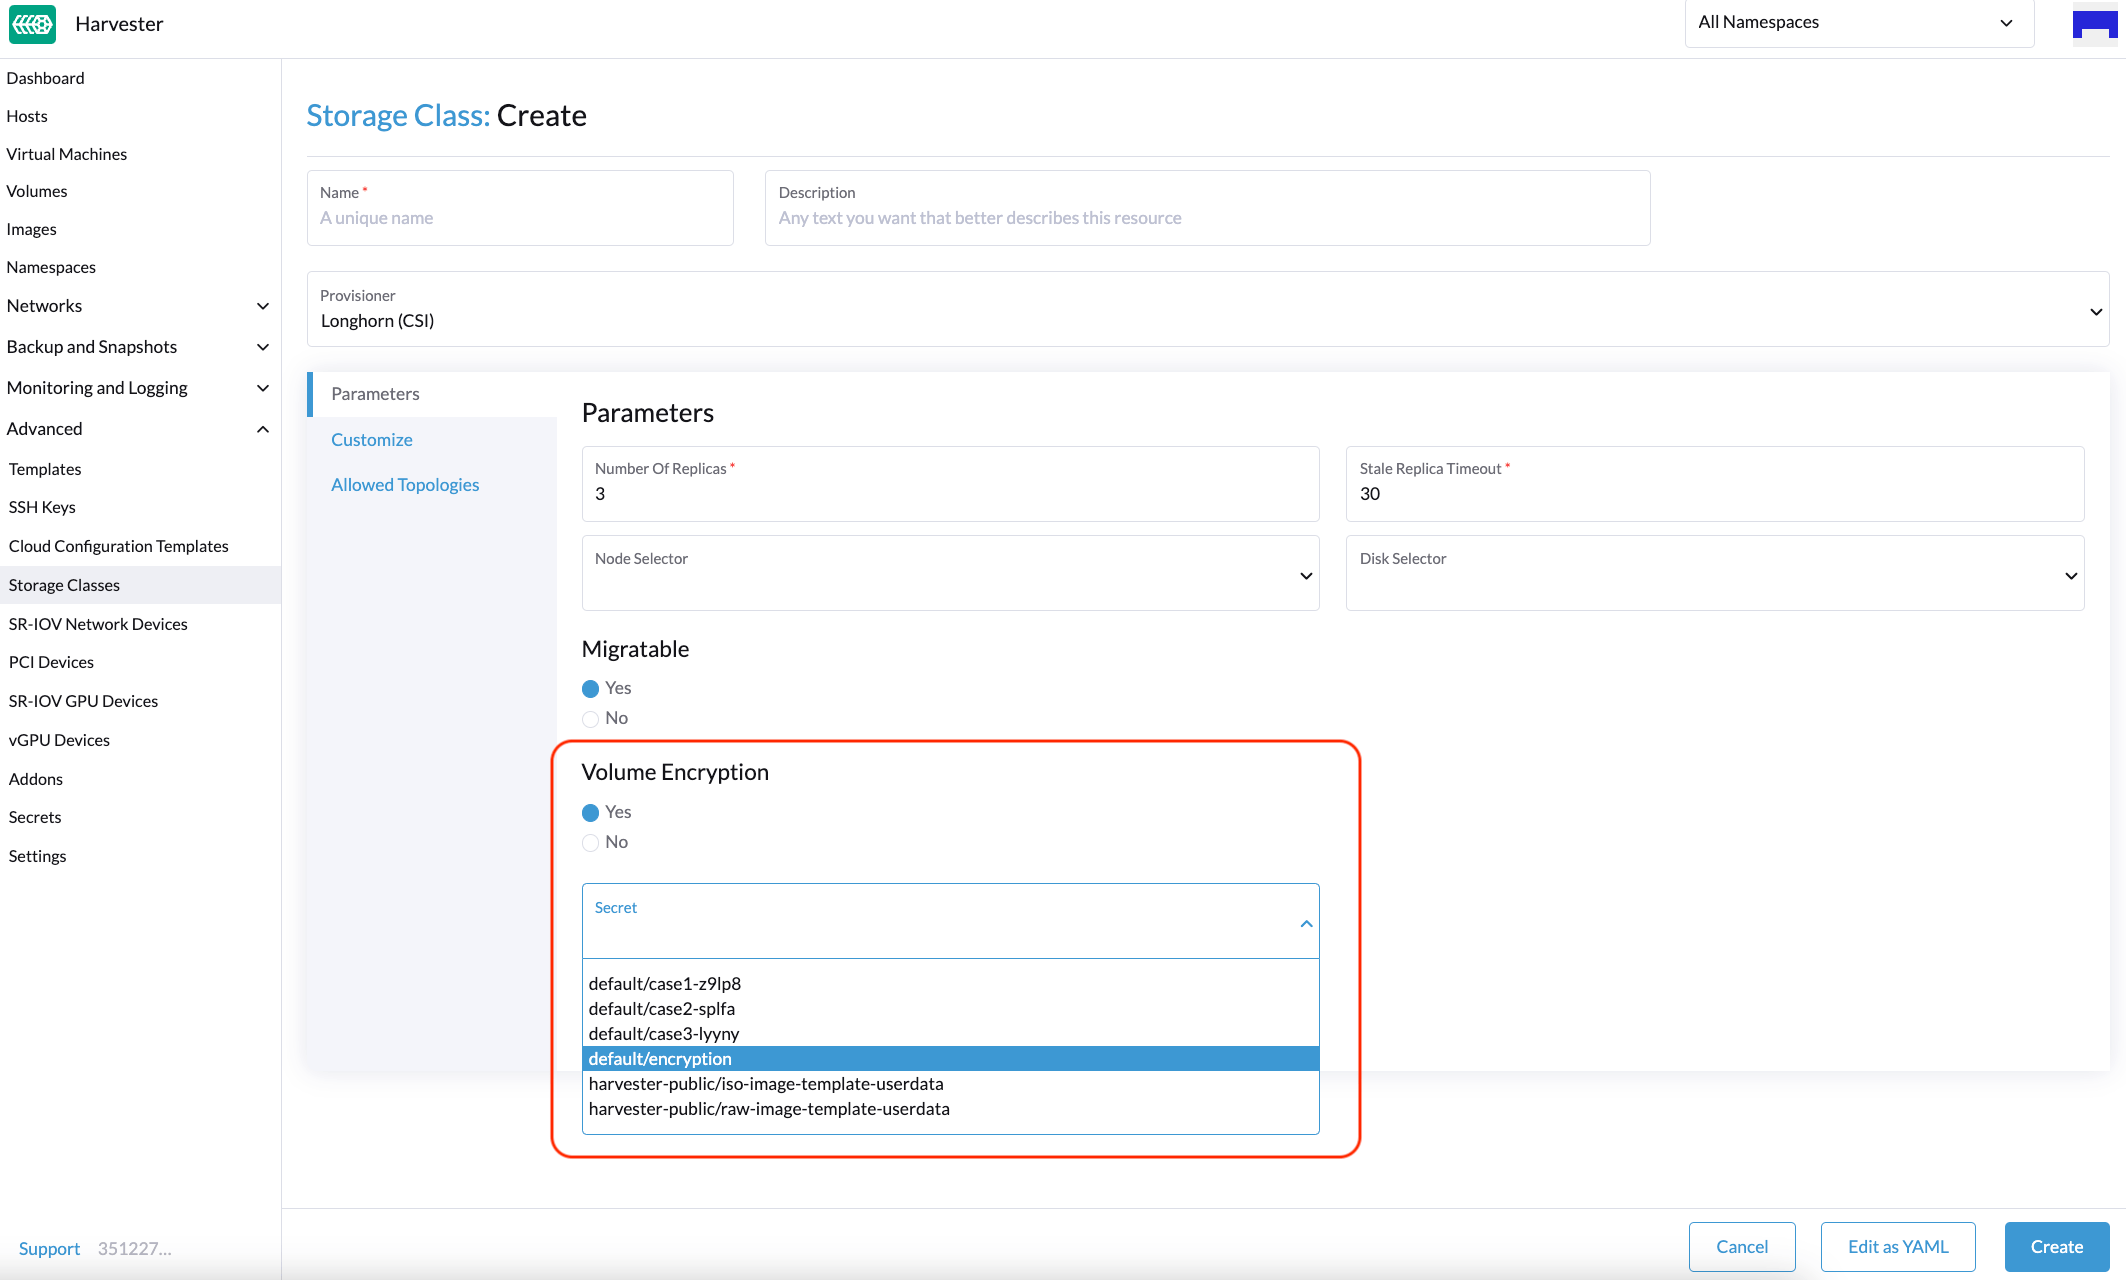 Harvester
All Namespaces
Dashboard
Hosts
Virtual Machines
Volumes
Images
Namespaces
Networks
Backup and Snapshots
Monitoring and Logging
Advanced
Templates
SSH Keys
Cloud Configuration Templates
Storage Classes
SR-IOV Network Devices
PCI Devices
SR-IOV GPU Devices
vGPU Devices
Addons
Secrets
Settings
Support 351227...
Storage Class: Create
Name *
A unique name
Description
Any text you want that better describes this resource
Provisioner
Longhorn (CSI)
Parameters
Customize
Allowed Topologies
Parameters
Number Of Replicas *
3
Stale Replica Timeout *
30
Node Selector
Disk Selector
Migratable
Yes
No
Volume Encryption
Yes
No
Secret
default/case1-z9lp8
default/case2-splfa
default/case3-lyyny
default/encryption
harvester-public/iso-image-template-userdata
harvester-public/raw-image-template-userdata
Cancel
Edit as YAML
Create